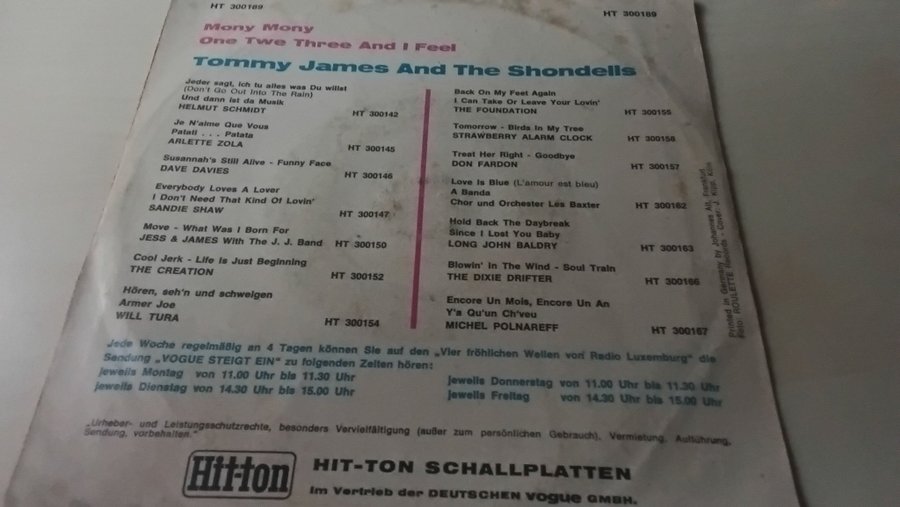 HT 300189
HT 300189
Mony Mony
One Two Three And I Feel
Tommy James And The Shondells
Jeder sagt, ich tu alles was Du willst
(Don't Go Out Into The Rain)
Und dann ist da Musik
HELMUT SCHMIDT HT 300142
Je N'aime Que Vous
Patati . . . Patata
ARLETTE ZOLA HT 300145
Susannah's Still Alive - Funny Face
DAVE DAVIES HT 300146
Everybody Loves A Lover
I Don't Need That Kind Of Lovin'
SANDIE SHAW HT 300147
Move - What Was I Born For
JESS & JAMES With The J. J. Band HT 300150
Cool Jerk - Life Is Just Beginning
THE CREATION HT 300152
Hören, seh'n und schweigen
Armer Joe
WILL TURA HT 300154
Back On My Feet Again
I Can Take Or Leave Your Lovin'
THE FOUNDATION HT 300155
Tomorrow - Birds In My Tree
STRAWBERRY ALARM CLOCK HT 300156
Treat Her Right - Goodbye
DON FARDON HT 300157
Love Is Blue (L'amour est bleu)
A Banda
Chor und Orchester Les Baxter HT 300162
Hold Back The Daybreak
Since I Lost You Baby
LONG JOHN BALDRY HT 300163
Blowin' In The Wind - Soul Train
THE DIXIE DRIFTER HT 300166
Encore Un Mois, Encore Un An
Y'a Qu'un Ch'veu
MICHEL POLNAREFF HT 300167
Printed in Germany by Johannes Alt, Frankfurt
Foto: ROULETTE Records - Cover: J. Kipp, Köln
Jede Woche regelmäßig an 4 Tagen können Sie auf den „Vier fröhlichen Wellen von Radio Luxemburg" die
Sendung „VOGUE STEIGT EIN" zu folgenden Zeiten hören:
jeweils Montag von 11.00 Uhr bis 11.30 Uhr
jeweils Dienstag von 14.30 Uhr bis 15.00 Uhr
jeweils Donnerstag von 11.00 Uhr bis 11.30 Uhr
jeweils Freitag von 14.30 Uhr bis 15.00 Uhr
„Urheber- und Leistungsschutzrechte, besonders Vervielfältigung (außer zum persönlichen Gebrauch), Vermietung, Aufführung,
Sendung, vorbehalten."
Hit-ton HIT-TON SCHALLPLATTEN
Im Vertrieb der DEUTSCHEN Vogue GMBH.